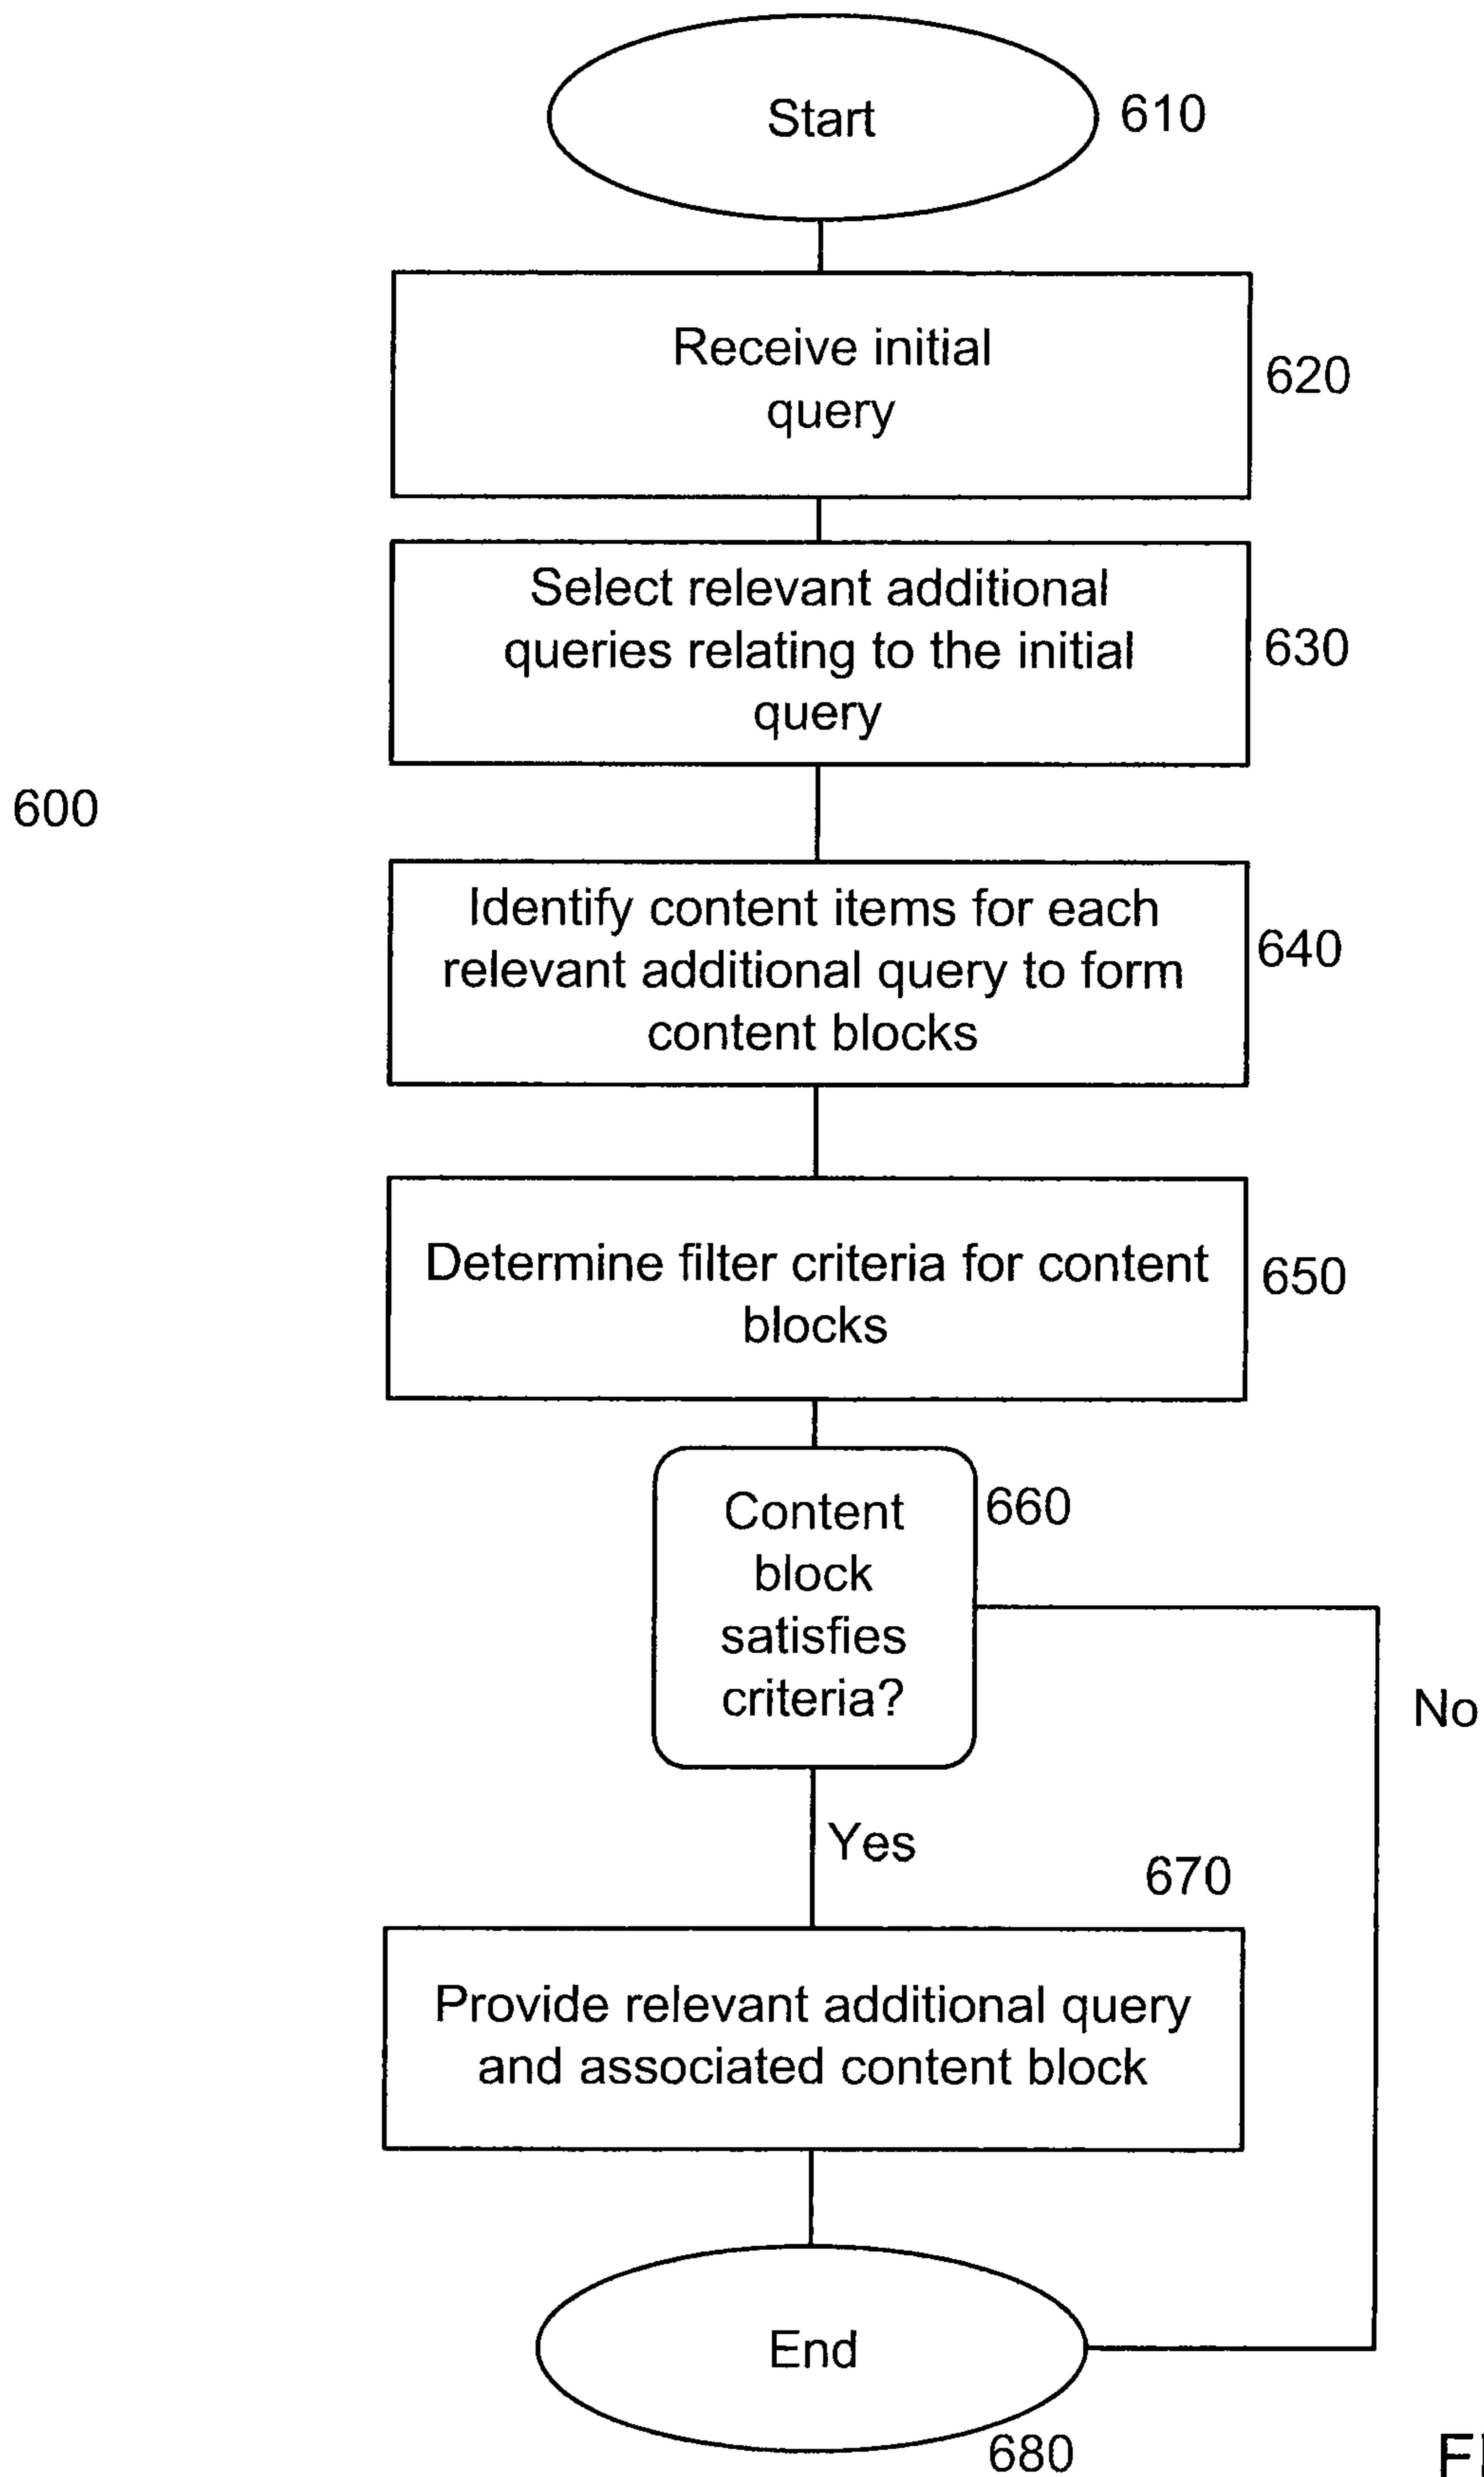 Start
610
Receive initial
query
620
Select relevant additional
queries relating to the initial
query
630
600
Identify content items for each
relevant additional query to form
content blocks
640
Determine filter criteria for content
blocks
650
Content
block
satisfies
criteria?
660
No
Yes
670
Provide relevant additional query
and associated content block
End
680